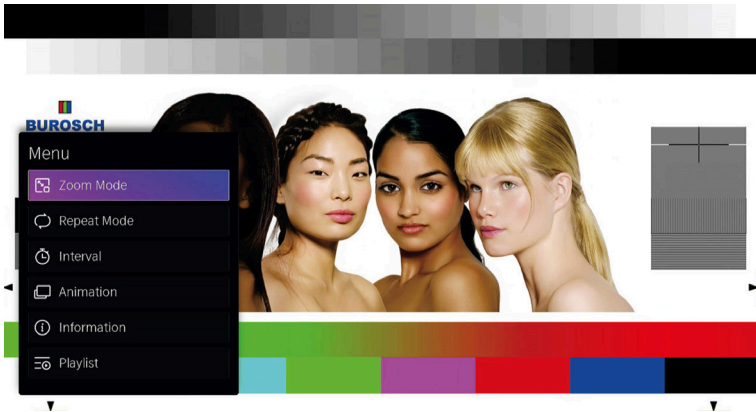 BUROSCH
Menu
Zoom Mode
Repeat Mode
Interval
Animation
Information
Playlist